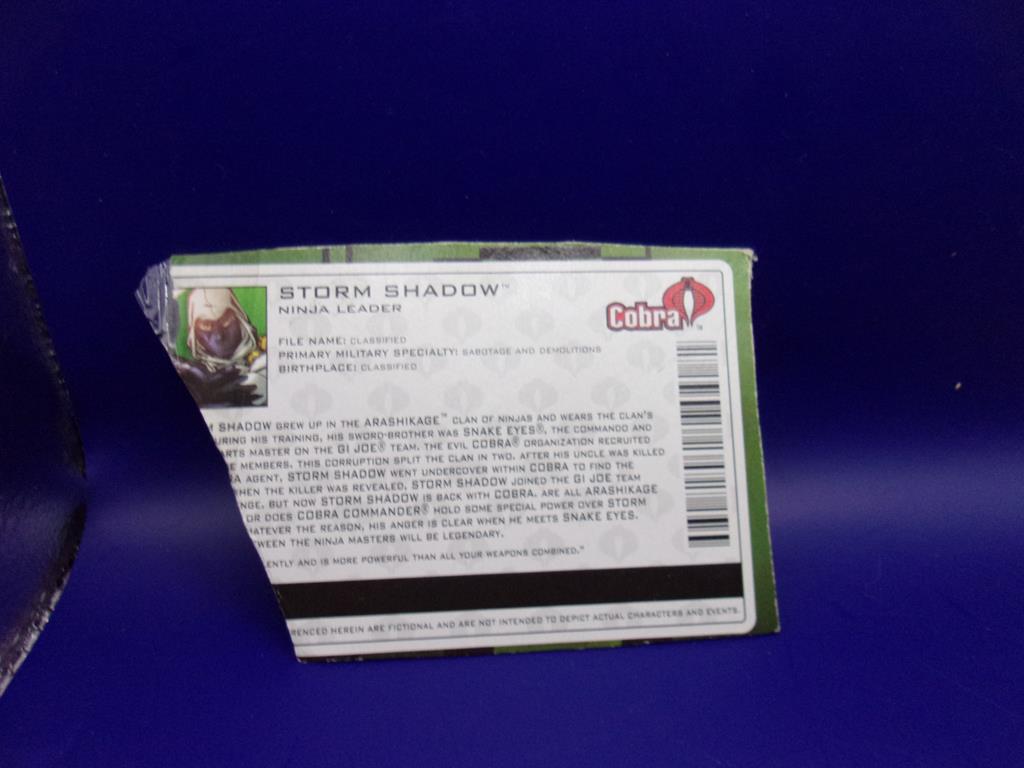 STORM SHADOW™
NINJA LEADER
Cobra™
FILE NAME: CLASSIFIED
PRIMARY MILITARY SPECIALTY: SABOTAGE AND DEMOLITIONS
BIRTHPLACE: CLASSIFIED
SHADOW GREW UP IN THE ARASHIKAGE™ CLAN OF NINJAS AND WEARS THE CLAN'S
URING HIS TRAINING, HIS SWORD-BROTHER WAS SNAKE EYES®, THE COMMANDO AND
ARTS MASTER ON THE GI JOE® TEAM. THE EVIL COBRA® ORGANIZATION RECRUITED
E MEMBERS. THIS CORRUPTION SPLIT THE CLAN IN TWO. AFTER HIS UNCLE WAS KILLED
RA AGENT, STORM SHADOW WENT UNDERCOVER WITHIN COBRA TO FIND THE
WHEN THE KILLER WAS REVEALED, STORM SHADOW JOINED THE GI JOE TEAM
NGE. BUT NOW STORM SHADOW IS BACK WITH COBRA. ARE ALL ARASHIKAGE
OR DOES COBRA COMMANDER® HOLD SOME SPECIAL POWER OVER STORM
HATEVER THE REASON, HIS ANGER IS CLEAR WHEN HE MEETS SNAKE EYES.
TWEEN THE NINJA MASTERS WILL BE LEGENDARY.
ENTLY AND IS MORE POWERFUL THAN ALL YOUR WEAPONS COMBINED."
RENCED HEREIN ARE FICTIONAL AND ARE NOT INTENDED TO DEPICT ACTUAL CHARACTERS AND EVENTS.